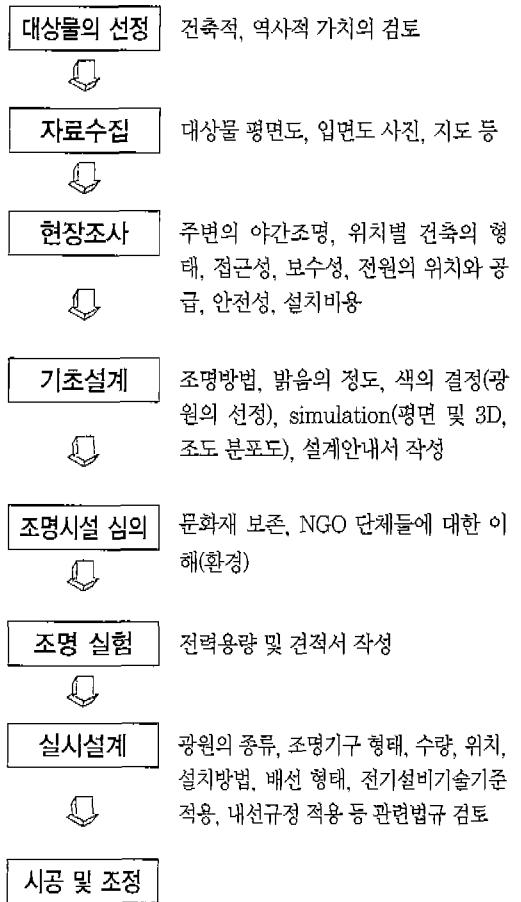 대상물의 선정 건축적, 역사적 가치의 검토
자료수집 대상물 평면도, 입면도 사진, 지도 등
현장조사 주변의 야간조명, 위치별 건축의 형
태, 접근성, 보수성, 전원의 위치와 공
급, 안전성, 설치비용
기초설계 조명방법, 밝음의 정도, 색의 결정(광
원의 선정), simulation(평면 및 3D,
조도 분포도), 설계안내서 작성
조명시설 심의 문화재 보존, NGO 단체들에 대한 이
해(환경)
조명 실험 전력용량 및 견적서 작성
실시설계 광원의 종류, 조명기구 형태, 수량, 위치,
설치방법, 배선 형태, 전기설비기술기준
적용, 내선규정 적용 등 관련법규 검토
시공 및 조정